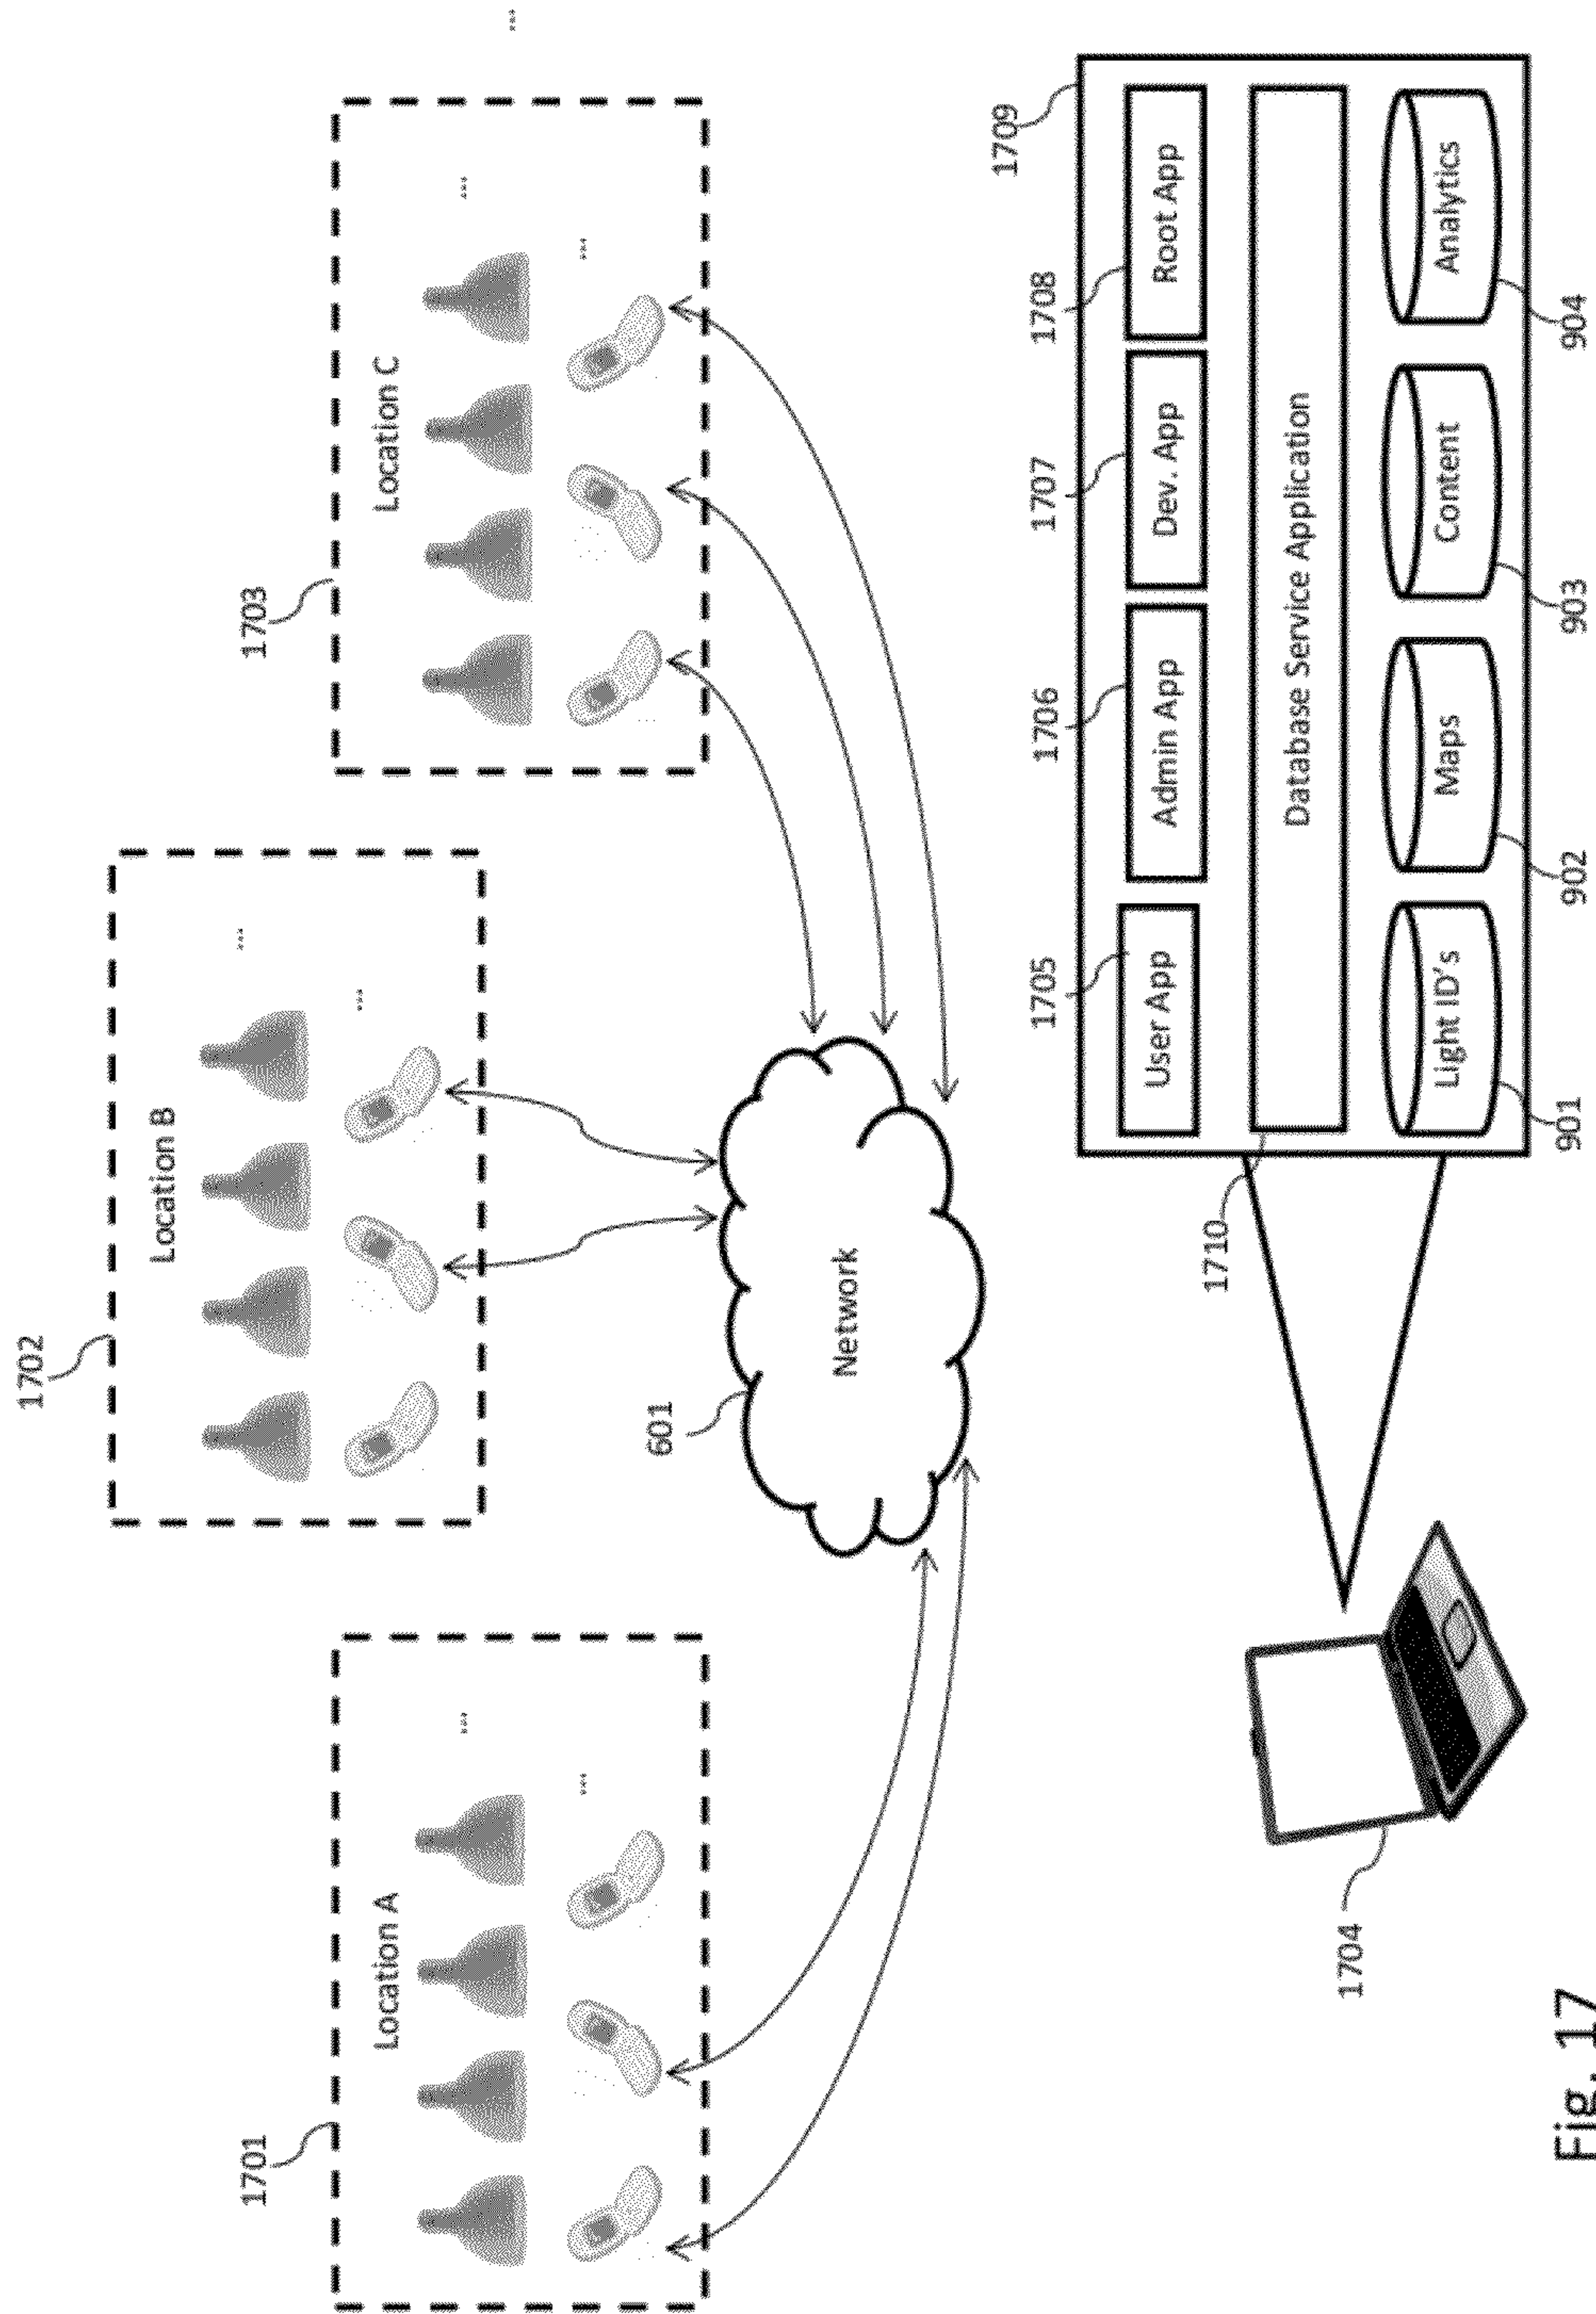 1702
Location B
...
...
1701
Location A
...
...
1703
Location C
...
...
...
601
Network
1704
1709
1705
1706
1707
1708
User App
Admin App
Dev. App
Root App
1710
Database Service Application
Light ID's
Maps
Content
Analytics
901
902
903
904
Fig. 17